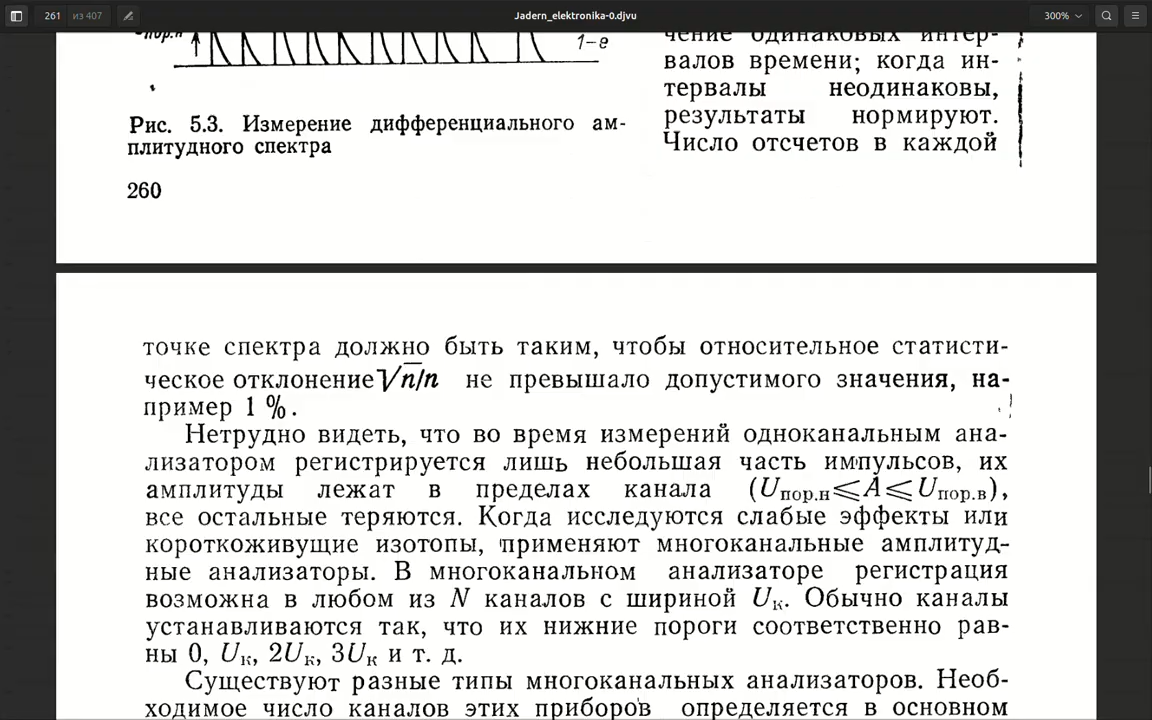 261
из 407
Jadern_elektronika-0.djvu
300%
1–e
Рис. 5.3. Измерение дифференциального ам-
плитудного спектра
260
чение одинаковых интер-
валов времени; когда ин-
тервалы неодинаковы,
результаты нормируют.
Число отсчетов в каждой
точке спектра должно быть таким, чтобы относительное статисти-
ческое отклонение √n/n не превышало допустимого значения, на-
пример 1 %.
Нетрудно видеть, что во время измерений одноканальным ана-
лизатором регистрируется лишь небольшая часть импульсов, их
амплитуды лежат в пределах канала (Uпор.н⩽A⩽Uпор.в),
все остальные теряются. Когда исследуются слабые эффекты или
короткоживущие изотопы, применяют многоканальные амплитуд-
ные анализаторы. В многоканальном анализаторе регистрация
возможна в любом из N каналов с шириной Uк. Обычно каналы
устанавливаются так, что их нижние пороги соответственно рав-
ны 0, Uк, 2Uк, 3Uк и т. д.
Существуют разные типы многоканальных анализаторов. Необ-
ходимое число каналов этих приборов определяется в основном